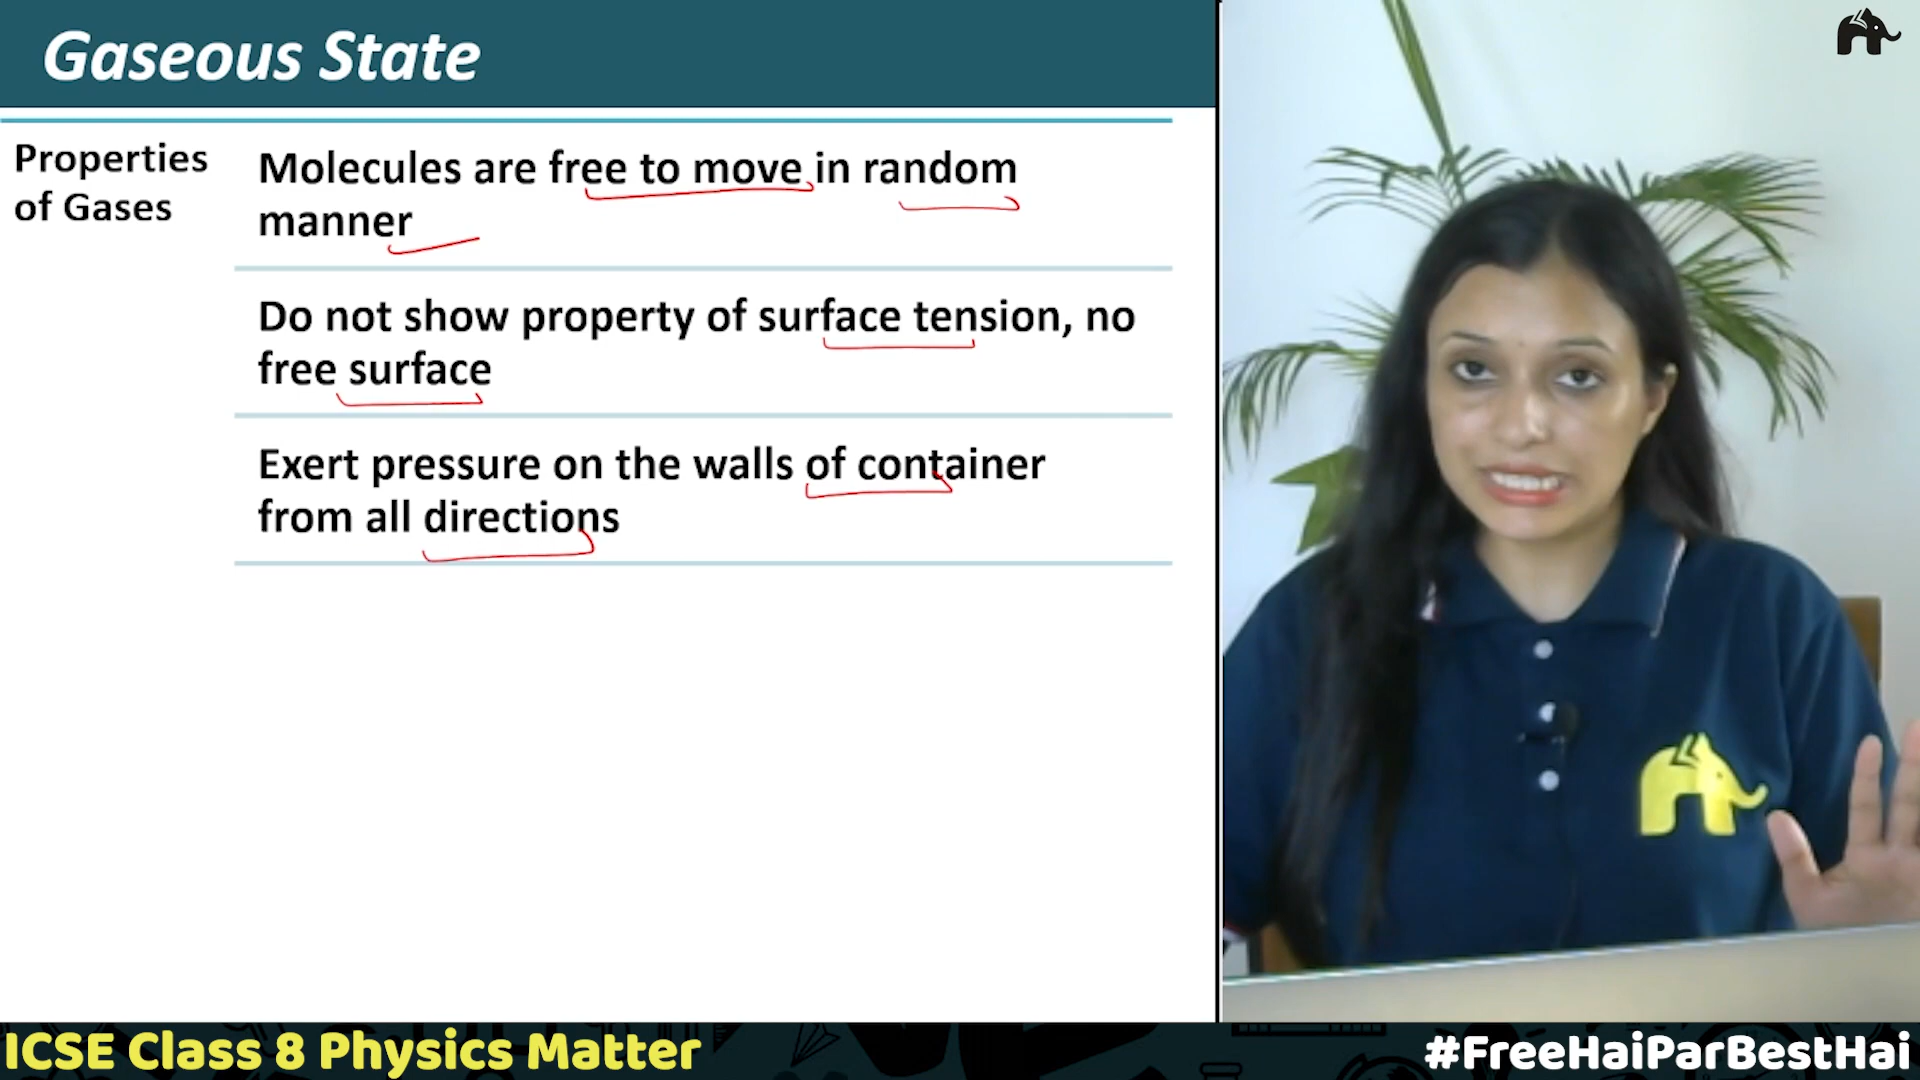 Gaseous State
Properties
of Gases
Molecules are free to move in random
manner
Do not show property of surface tension, no
free surface
Exert pressure on the walls of container
from all directions
ICSE Class 8 Physics Matter
#FreeHaiParBestHai